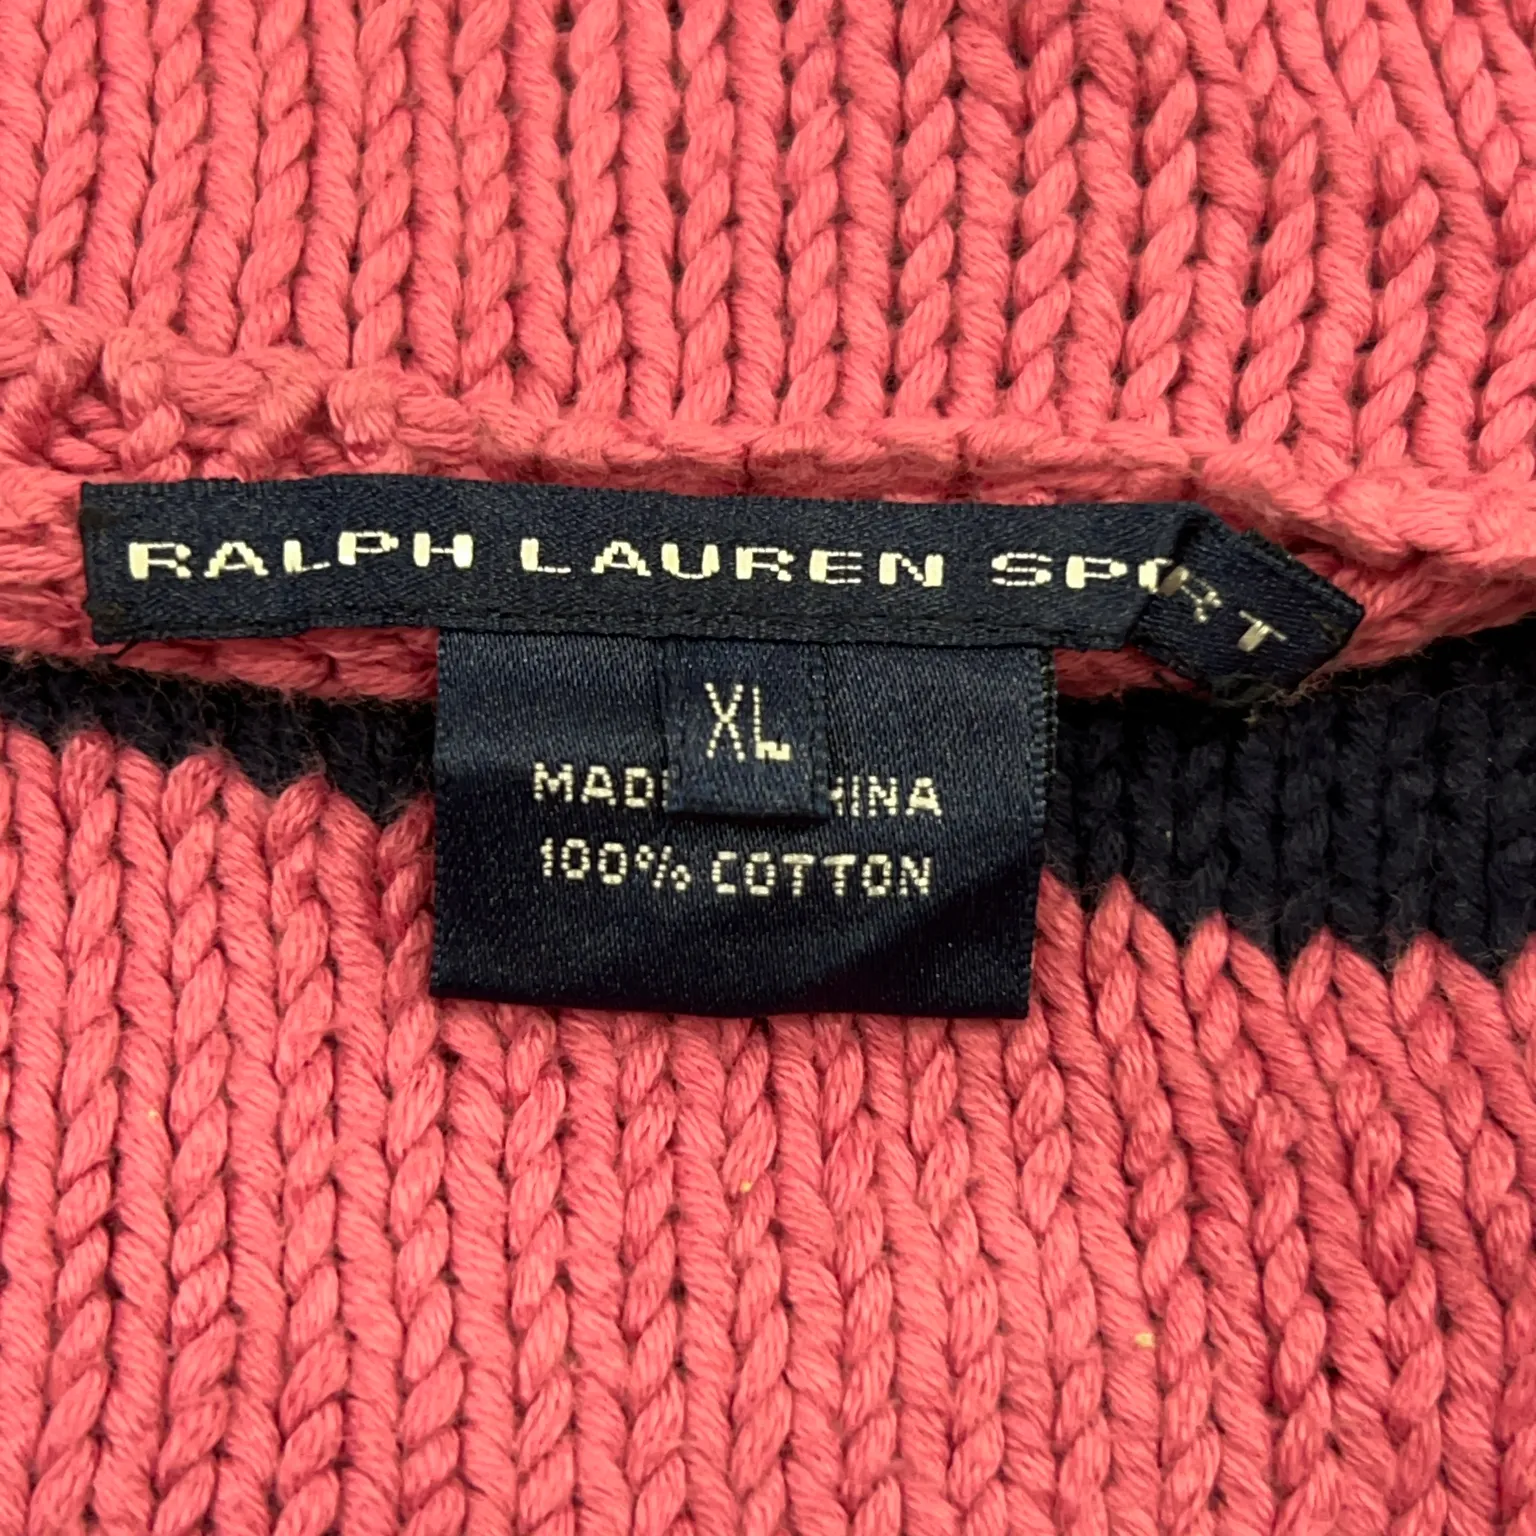 RALPH LAUREN SPORT
XL
MAD HINA
100% COTTON